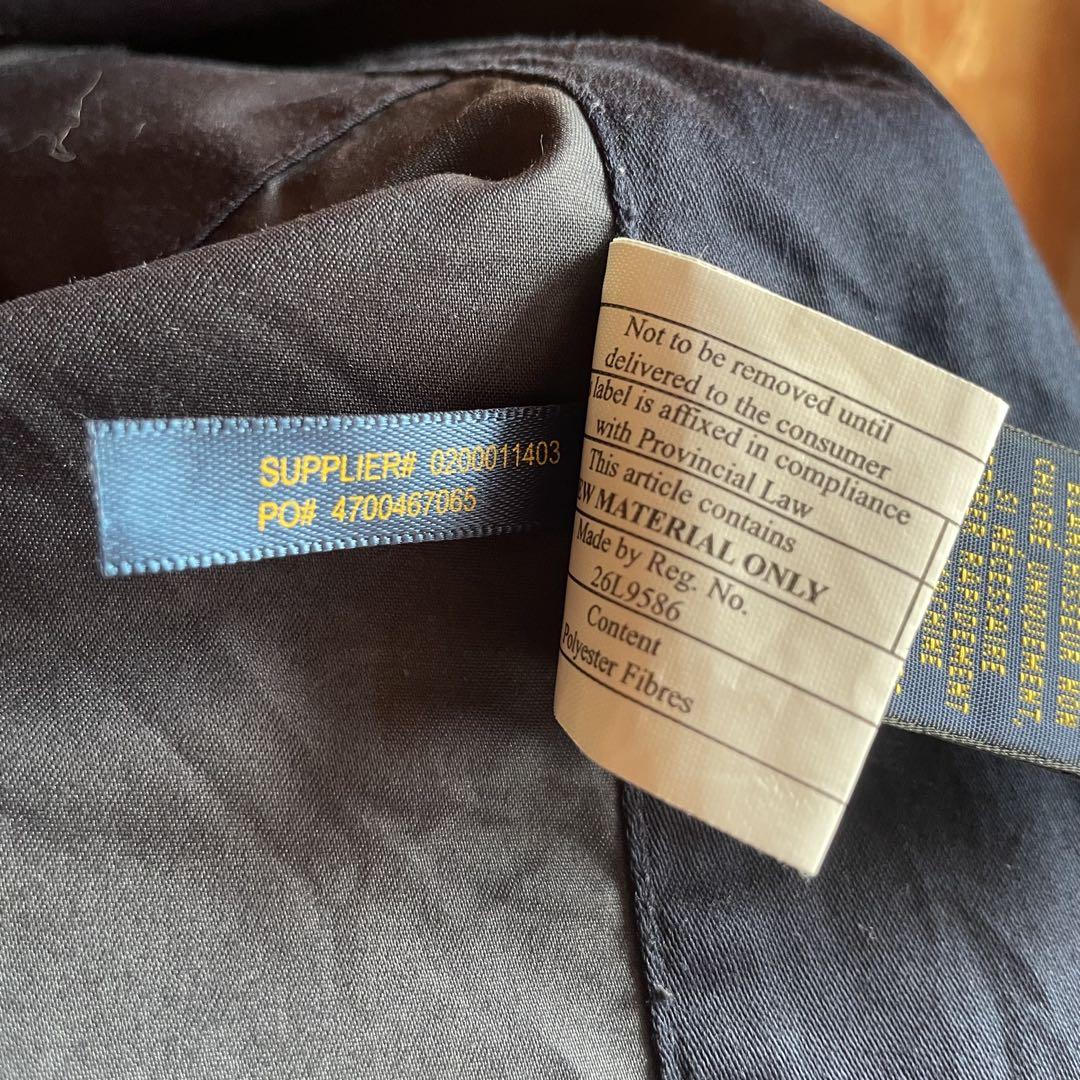 SUPPLIER# 0200011403
PO# 4700467065
Not to be removed until
delivered to the consumer
label is affixed in compliance
with Provincial Law
This article contains
EW MATERIAL ONLY
Made by Reg. No.
26L9586
Content
Polyester Fibres